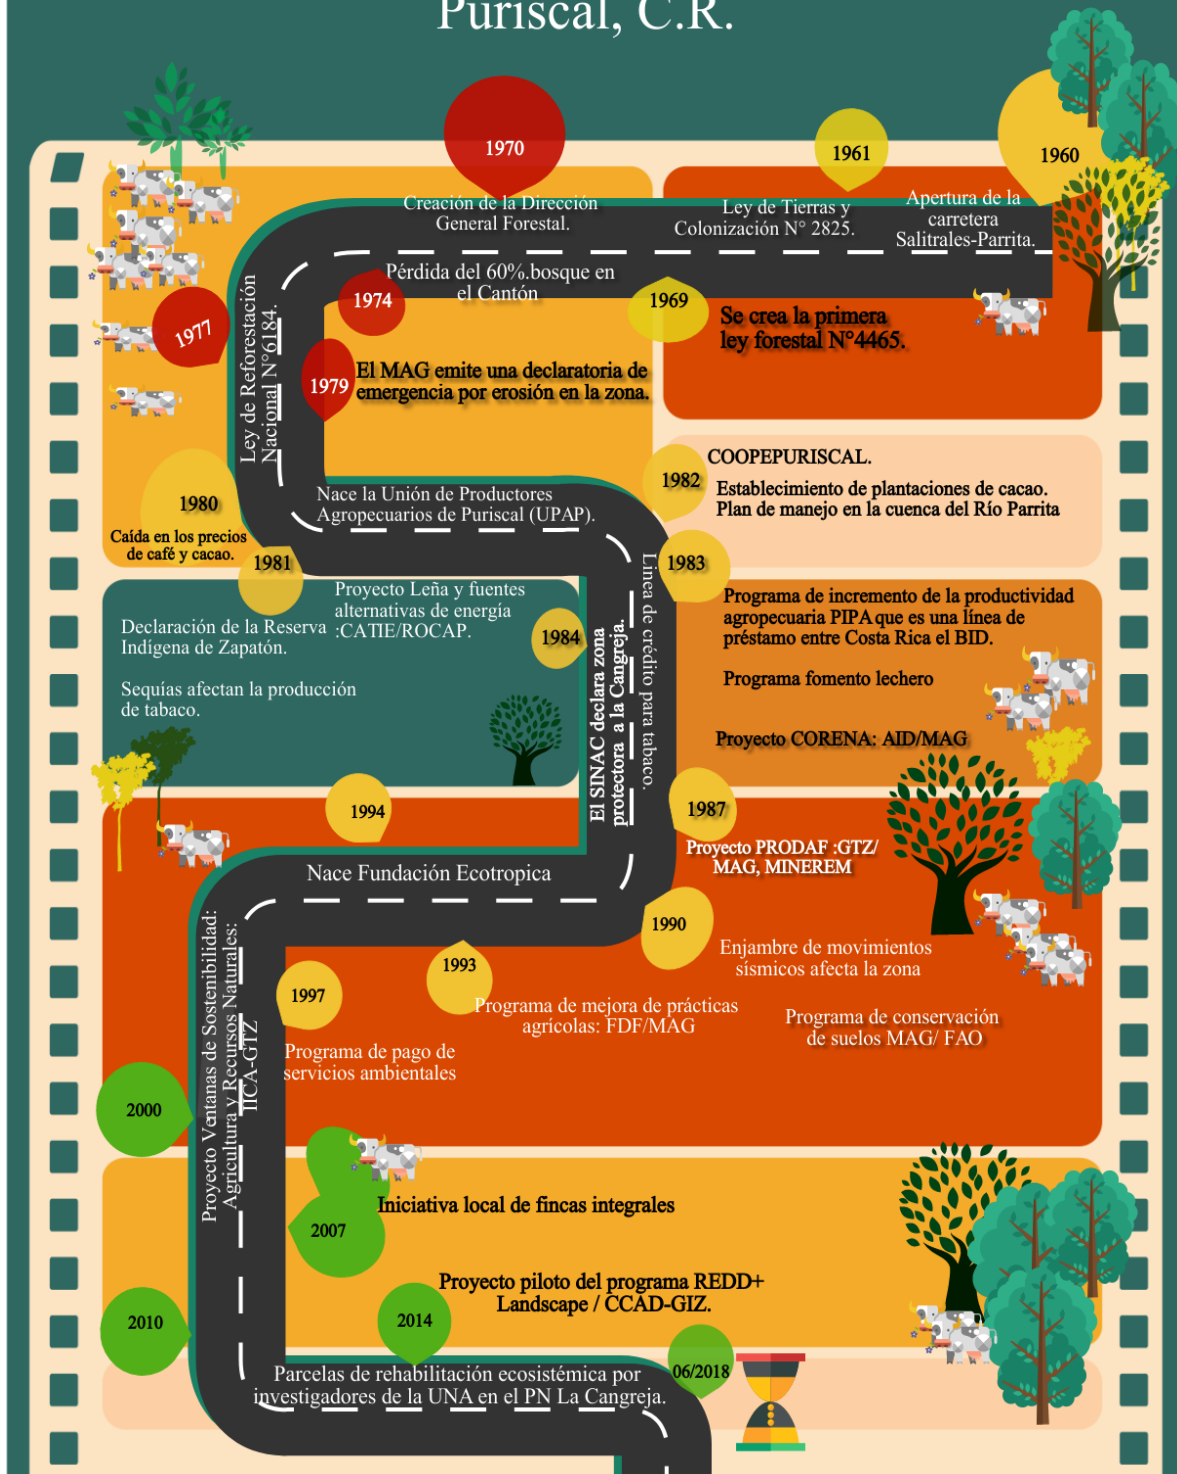 Puriscal, C.R.
1970
1961
1960
Creación de la Dirección
General Forestal.
Ley de Tierras y
Colonización N° 2825.
Apertura de la
carretera
Salitrales-Parrita.
1977
Ley de Reforestación
Nacional N°6184.
1974
Pérdida del 60%.bosque en
el Cantón
1969
Se crea la primera
ley forestal N°4465.
1979
El MAG emite una declaratoria de
emergencia por erosión en la zona.
1980
Caída en los precios
de café y cacao.
Nace la Unión de Productores
Agropecuarios de Puriscal (UPAP).
1982
COOPEPURISCAL.
Establecimiento de plantaciones de cacao.
Plan de manejo en la cuenca del Río Parrita
1981
Declaración de la Reserva
Indígena de Zapatón.
Sequías afectan la producción
de tabaco.
Proyecto Leña y fuentes
alternativas de energía
:CATIE/ROCAP.
1984
El SINAC declara zona
protectora a la Cangreja.
Linea de crédito para tabaco.
1983
Programa de incremento de la productividad
agropecuaria PIPA que es una línea de
préstamo entre Costa Rica el BID.
Programa fomento lechero
Proyecto CORENA: AID/MAG
1994
Nace Fundación Ecotropica
1987
Proyecto PRODAF :GTZ/
MAG, MINEREM
1990
Enjambre de movimientos
sísmicos afecta la zona
Programa de conservación
de suelos MAG/ FAO
1993
Programa de mejora de prácticas
agrícolas: FDF/MAG
1997
Programa de pago de
servicios ambientales
2000
Proyecto Ventanas de Sostenibilidad:
Agricultura y Recursos Naturales:
IICA-GTZ
2007
Iniciativa local de fincas integrales
2010
2014
Proyecto piloto del programa REDD+
Landscape / CCAD-GIZ.
06/2018
Parcelas de rehabilitación ecosistémica por
investigadores de la UNA en el PN La Cangreja.